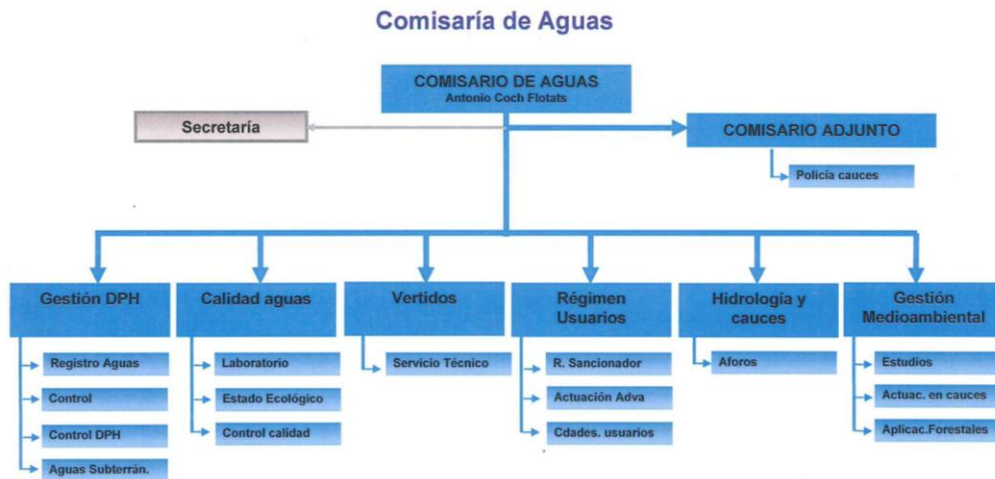 Comisaría de Aguas
COMISARIO DE AGUAS
Antonio Coch Flotats
Secretaría
COMISARIO ADJUNTO
Policía cauces
Gestión DPH
Registro Aguas
Control
Control DPH
Aguas Subterrán.
Calidad aguas
Laboratorio
Estado Ecológico
Control calidad
Vertidos
Servicio Técnico
Régimen
Usuarios
R. Sancionador
Actuación Adva
Cdades. usuarios
Hidrología y
cauces
Aforos
Gestión
Medioambiental
Estudios
Actuac. en cauces
Aplicac.Forestales